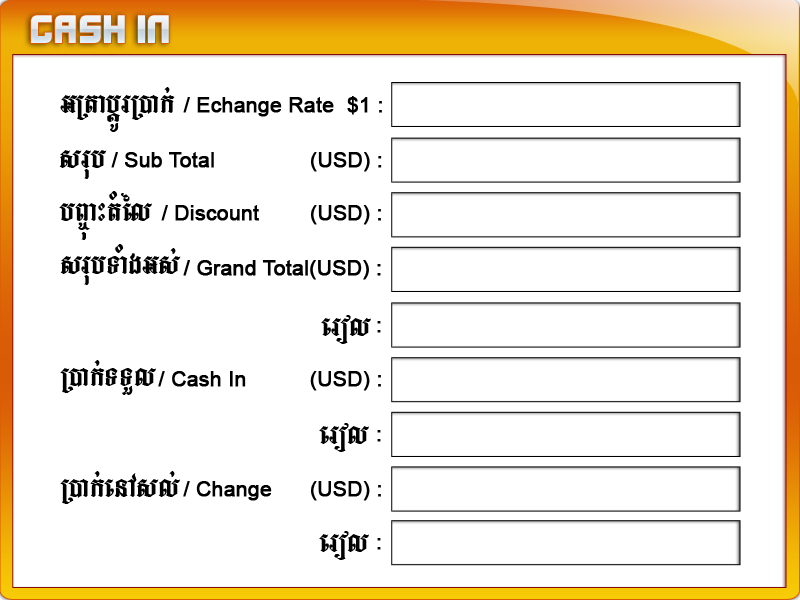 CASH IN
អត្រាប្ដូរប្រាក់ / Echange Rate $1 :
សរុប / Sub Total (USD) :
បញ្ចុះតំលៃ / Discount (USD) :
សរុបទាំងអស់ / Grand Total(USD) :
រៀល :
ប្រាក់ទទួល / Cash In (USD) :
រៀល :
ប្រាក់នៅសល់ / Change (USD) :
រៀល :